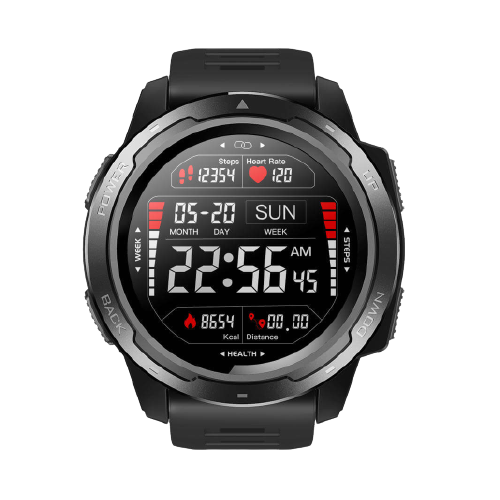 Steps Heart Rate
12354 120
POWER
UP
05-20 SUN
MONTH DAY WEEK
WEEK
STEPS
22:56 AM 45
8654 00.00
Kcal Distance
BACK
DOWN
HEALTH